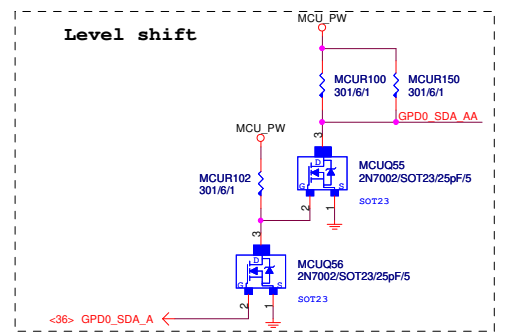 MCU_PW
Level shift
MCUR100
301/6/1
MCUR150
301/6/1
GPD0_SDA_AA
MCU_PW
3
D
G
S
MCUQ55
2N7002/SOT23/25pF/5
SOT23
MCUR102
301/6/1
2
1
3
D
G
S
MCUQ56
2N7002/SOT23/25pF/5
SOT23
2
1
<36> GPD0_SDA_A